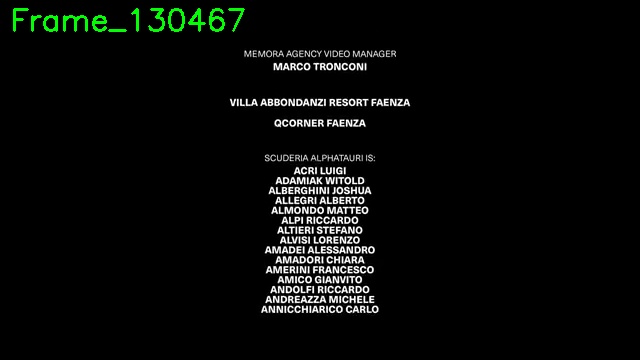 Frame_130467
MEMORA AGENCY VIDEO MANAGER
MARCO TRONCONI
VILLA ABBONDANZI RESORT FAENZA
QCORNER FAENZA
SCUDERIA ALPHATAURI IS:
ACRI LUIGI
ADAMIAK WITOLD
ALBERGHINI JOSHUA
ALLEGRI ALBERTO
ALMONDO MATTEO
ALPI RICCARDO
ALTIERI STEFANO
ALVISI LORENZO
AMADEI ALESSANDRO
AMADORI CHIARA
AMERINI FRANCESCO
AMICO GIANVITO
ANDOLFI RICCARDO
ANDREAZZA MICHELE
ANNICCHIARICO CARLO